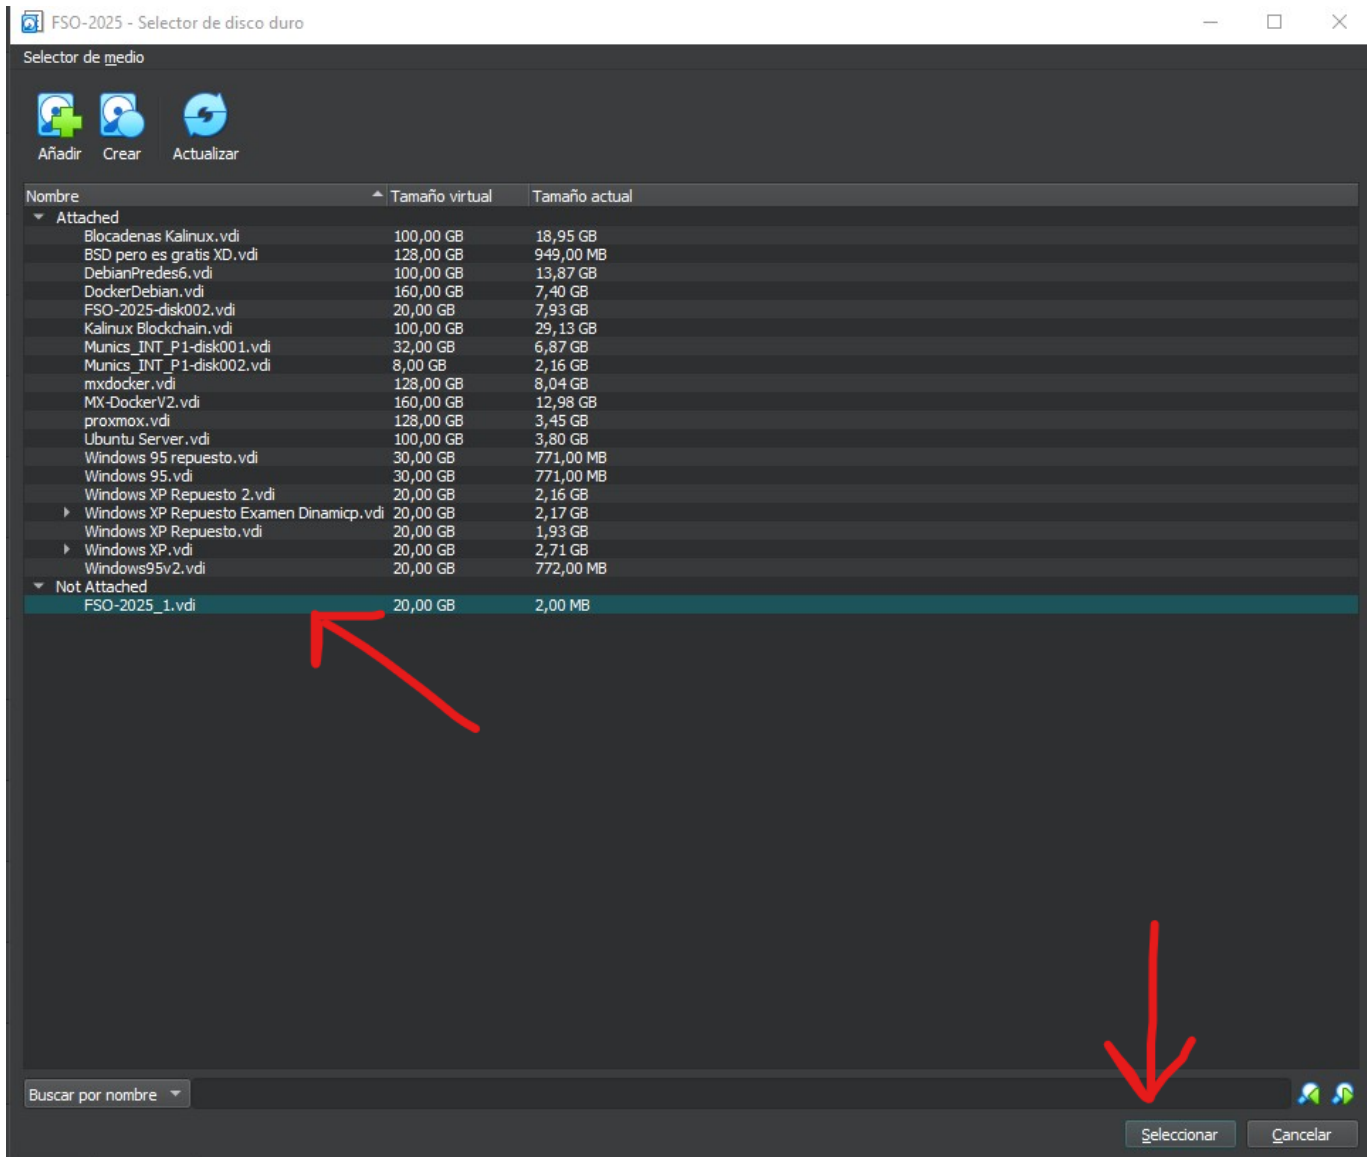 FSO-2025 - Selector de disco duro
Selector de medio
Añadir Crear Actualizar
Nombre Tamaño virtual Tamaño actual
Attached
Blocadenas Kalinux.vdi 100,00 GB 18,95 GB
BSD pero es gratis XD.vdi 128,00 GB 949,00 MB
DebianPredes6.vdi 100,00 GB 13,87 GB
DockerDebian.vdi 160,00 GB 7,40 GB
FSO-2025-disk002.vdi 20,00 GB 7,93 GB
Kalinux Blockchain.vdi 100,00 GB 29,13 GB
Munics_INT_P1-disk001.vdi 32,00 GB 6,87 GB
Munics_INT_P1-disk002.vdi 8,00 GB 2,16 GB
mxdocker.vdi 128,00 GB 8,04 GB
MX-DockerV2.vdi 160,00 GB 12,98 GB
proxmox.vdi 128,00 GB 3,45 GB
Ubuntu Server.vdi 100,00 GB 3,80 GB
Windows 95 repuesto.vdi 30,00 GB 771,00 MB
Windows 95.vdi 30,00 GB 771,00 MB
Windows XP Repuesto 2.vdi 20,00 GB 2,16 GB
Windows XP Repuesto Examen Dinamicp.vdi 20,00 GB 2,17 GB
Windows XP Repuesto.vdi 20,00 GB 1,93 GB
Windows XP.vdi 20,00 GB 2,71 GB
Windows95v2.vdi 20,00 GB 772,00 MB
Not Attached
FSO-2025_1.vdi 20,00 GB 2,00 MB
Buscar por nombre
Seleccionar Cancelar